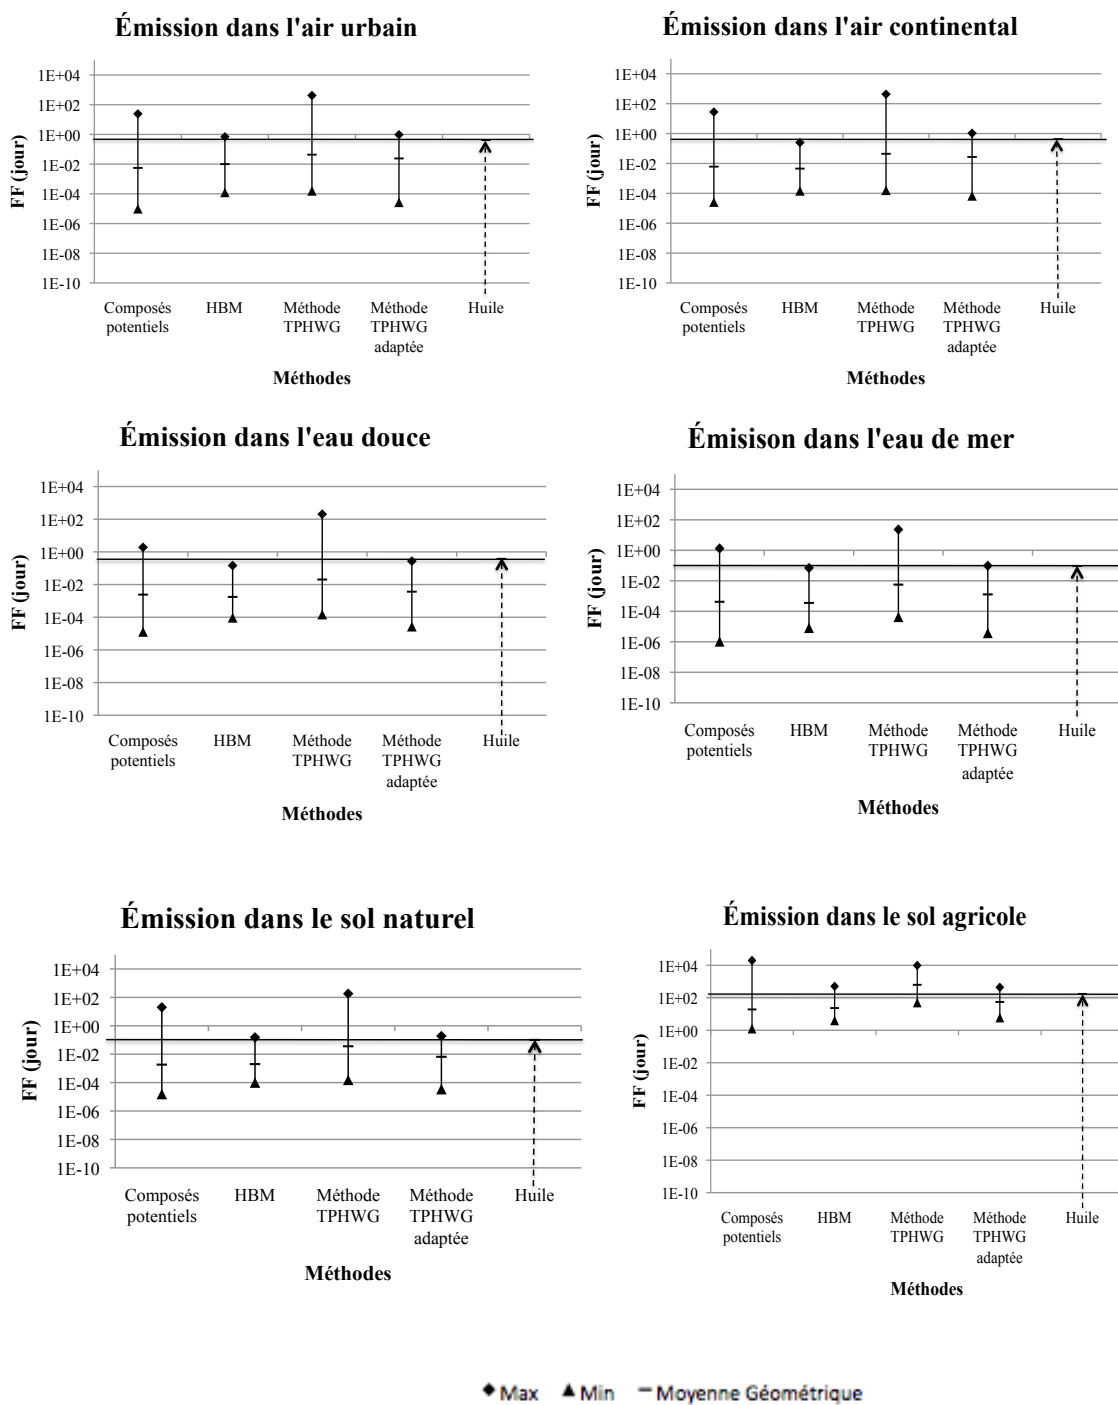 Émission dans l'air urbain
1E+04
1E+02
1E+00
1E-02
1E-04
1E-06
1E-08
1E-10
FF (jour)
Composés potentiels
HBM
Méthode TPHWG
Méthode TPHWG adaptée
Huile
Méthodes
Émission dans l'air continental
1E+04
1E+02
1E+00
1E-02
1E-04
1E-06
1E-08
1E-10
FF (jour)
Composés potentiels
HBM
Méthode TPHWG
Méthode TPHWG adaptée
Huile
Méthodes
Émission dans l'eau douce
1E+04
1E+02
1E+00
1E-02
1E-04
1E-06
1E-08
1E-10
FF (jour)
Composés potentiels
HBM
Méthode TPHWG
Méthode TPHWG adaptée
Huile
Méthodes
Émisison dans l'eau de mer
1E+04
1E+02
1E+00
1E-02
1E-04
1E-06
1E-08
1E-10
FF (jour)
Composés potentiels
HBM
Méthode TPHWG
Méthode TPHWG adaptée
Huile
Méthodes
Émission dans le sol naturel
1E+04
1E+02
1E+00
1E-02
1E-04
1E-06
1E-08
1E-10
FF (jour)
Composés potentiels
HBM
Méthode TPHWG
Méthode TPHWG adaptée
Huile
Méthodes
Émission dans le sol agricole
1E+04
1E+02
1E+00
1E-02
1E-04
1E-06
1E-08
1E-10
FF (jour)
Composés potentiels
HBM
Méthode TPHWG
Méthode TPHWG adaptée
Huile
Méthodes
Max Min Moyenne Géométrique